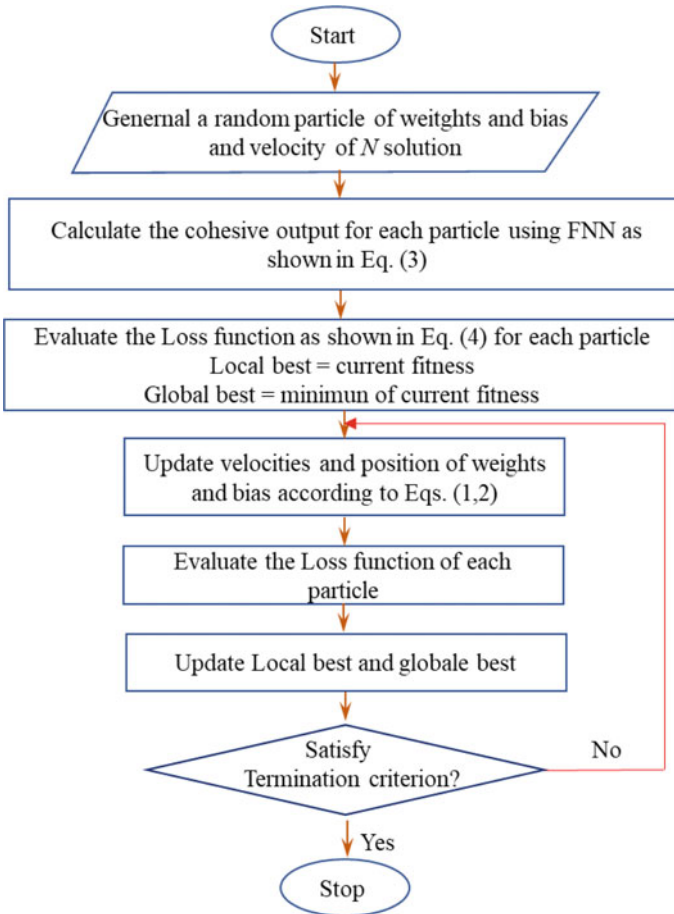 Start
Genernal a random particle of weitghts and bias
and velocity of N solution
Calculate the cohesive output for each particle using FNN as
shown in Eq. (3)
Evaluate the Loss function as shown in Eq. (4) for each particle
Local best = current fitness
Global best = minimun of current fitness
Update velocities and position of weights
and bias according to Eqs. (1,2)
Evaluate the Loss function of each
particle
Update Local best and globale best
Satisfy
Termination criterion?
No
Yes
Stop